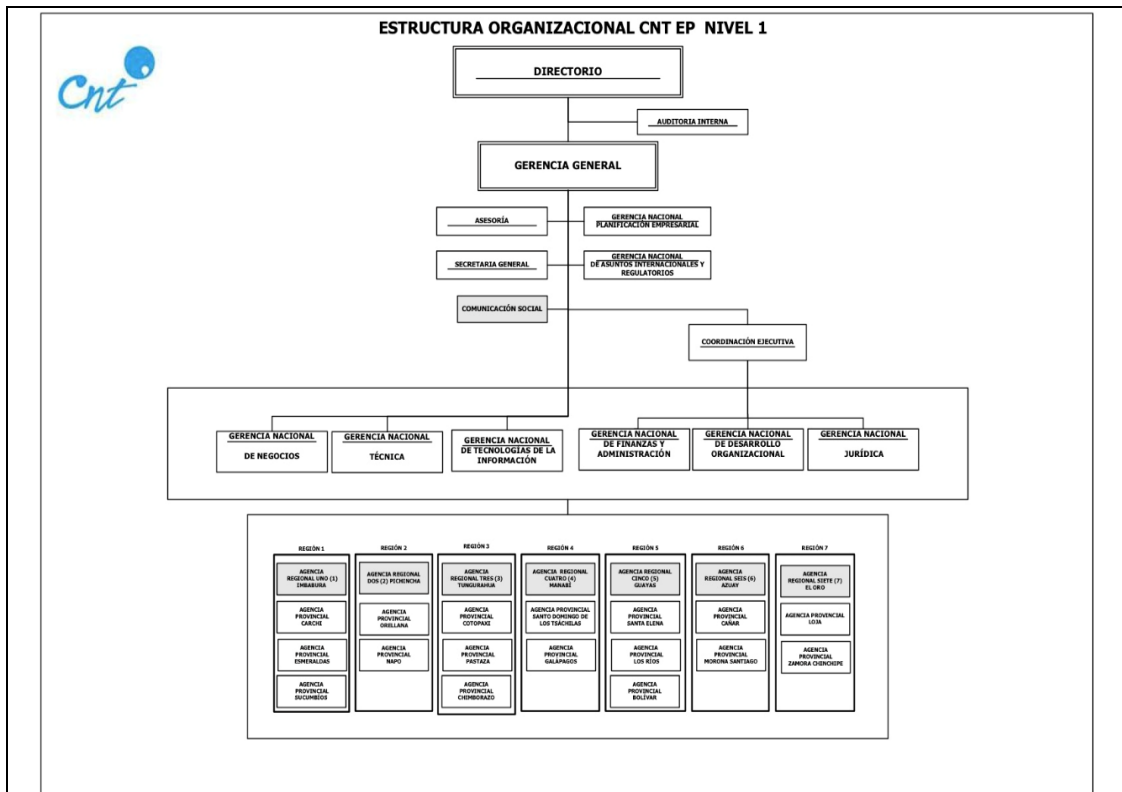 ESTRUCTURA ORGANIZACIONAL CNT EP NIVEL 1
Cnt
DIRECTORIO
AUDITORIA INTERNA
GERENCIA GENERAL
ASESORÍA
GERENCIA NACIONAL
PLANIFICACIÓN EMPRESARIAL
SECRETARIA GENERAL
GERENCIA NACIONAL
DE ASUNTOS INTERNACIONALES Y
REGULATORIOS
COMUNICACIÓN SOCIAL
COORDINACIÓN EJECUTIVA
GERENCIA NACIONAL
DE NEGOCIOS
GERENCIA NACIONAL
TÉCNICA
GERENCIA NACIONAL
DE TECNOLOGÍAS DE LA
INFORMACIÓN
GERENCIA NACIONAL
DE FINANZAS Y
ADMINISTRACIÓN
GERENCIA NACIONAL
DE DESARROLLO
ORGANIZACIONAL
GERENCIA NACIONAL
JURÍDICA
REGIÓN 1
AGENCIA
REGIONAL UNO (1)
IMBABURA
AGENCIA
PROVINCIAL
CARCHI
AGENCIA
PROVINCIAL
ESMERALDAS
AGENCIA
PROVINCIAL
SUCUMBÍOS
REGIÓN 2
AGENCIA REGIONAL
DOS (2) PICHINCHA
AGENCIA
PROVINCIAL
ORELLANA
AGENCIA
PROVINCIAL
NAPO
REGIÓN 3
AGENCIA
REGIONAL TRES (3)
TUNGURAHUA
AGENCIA
PROVINCIAL
COTOPAXI
AGENCIA
PROVINCIAL
PASTAZA
AGENCIA
PROVINCIAL
CHIMBORAZO
REGIÓN 4
AGENCIA REGIONAL
CUATRO (4)
MANABÍ
AGENCIA PROVINCIAL
SANTO DOMINGO DE
LOS TSÁCHILAS
AGENCIA
PROVINCIAL
GALÁPAGOS
REGIÓN 5
AGENCIA REGIONAL
CINCO (5)
GUAYAS
AGENCIA
PROVINCIAL
SANTA ELENA
AGENCIA
PROVINCIAL
LOS RÍOS
AGENCIA
PROVINCIAL
BOLÍVAR
REGIÓN 6
AGENCIA
REGIONAL SEIS (6)
AZUAY
AGENCIA
PROVINCIAL
CAÑAR
AGENCIA
PROVINCIAL
MORONA SANTIAGO
REGIÓN 7
AGENCIA
REGIONAL SIETE (7)
EL ORO
AGENCIA PROVINCIAL
LOJA
AGENCIA
PROVINCIAL
ZAMORA CHINCHIPE